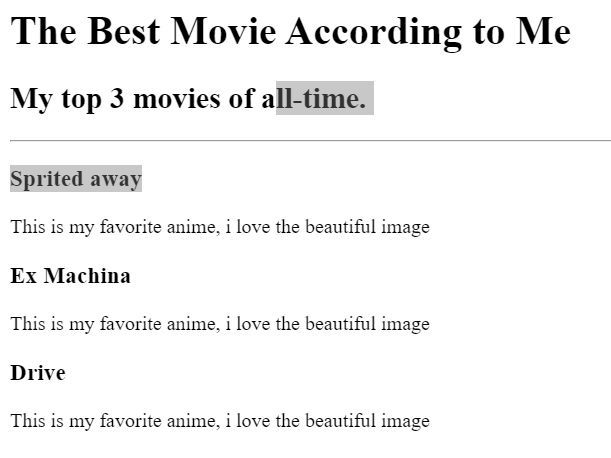 The Best Movie According to Me
My top 3 movies of all-time.
Sprited away
This is my favorite anime, i love the beautiful image
Ex Machina
This is my favorite anime, i love the beautiful image
Drive
This is my favorite anime, i love the beautiful image